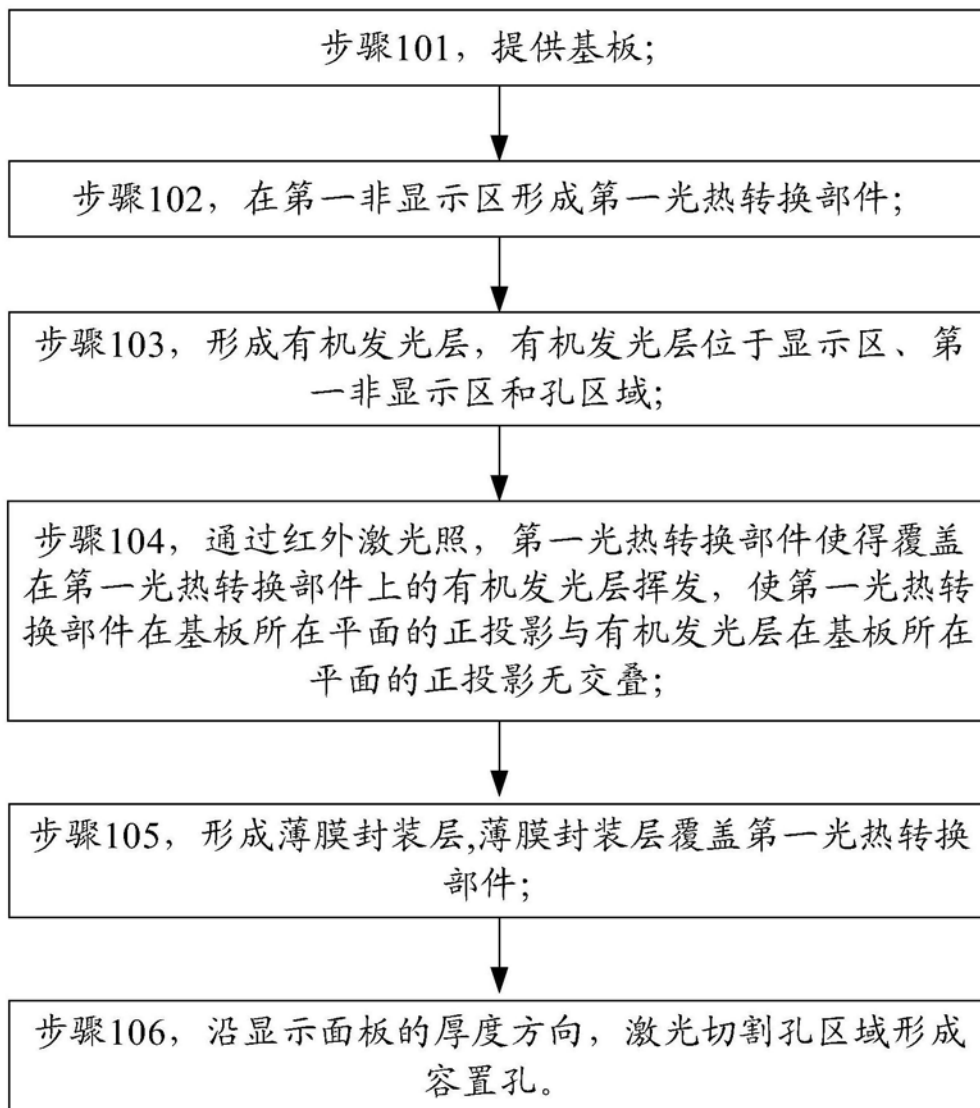 步骤101，提供基板；
步骤102，在第一非显示区形成第一光热转换部件；
步骤103，形成有机发光层，有机发光层位于显示区、第
一非显示区和孔区域；
步骤104，通过红外激光照，第一光热转换部件使得覆盖
在第一光热转换部件上的有机发光层挥发，使第一光热转
换部件在基板所在平面的正投影与有机发光层在基板所在
平面的正投影无交叠；
步骤105，形成薄膜封装层,薄膜封装层覆盖第一光热转换
部件；
步骤106，沿显示面板的厚度方向，激光切割孔区域形成
容置孔。